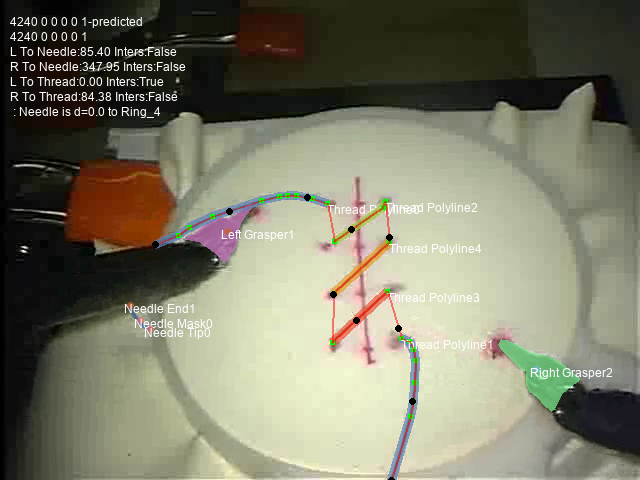 4240 0 0 0 0 1-predicted
4240 0 0 0 0 1
L To Needle:85.40 Inters:False
R To Needle:347.95 Inters:False
L To Thread:0.00 Inters:True
R To Thread:84.38 Inters:False
: Needle is d=0.0 to Ring_4
Thread Polyline0
Thread Polyline2
Left Grasper1
Thread Polyline4
Thread Polyline3
Needle End1
Needle Mask0
Needle Tip0
Thread Polyline1
Right Grasper2